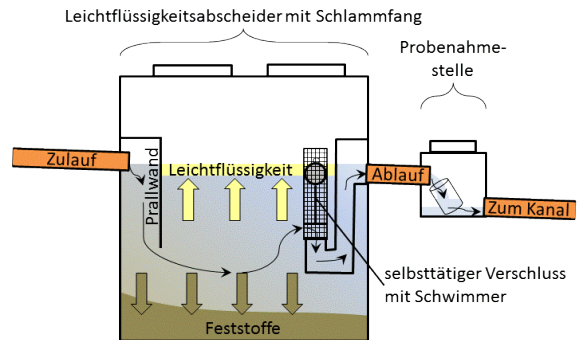 Leichtflüssigkeitsabscheider mit Schlammfang
Probenahme-
stelle
Zulauf
Prallwand
Leichtflüssigkeit
Ablauf
Zum Kanal
selbsttätiger Verschluss
mit Schwimmer
Feststoffe